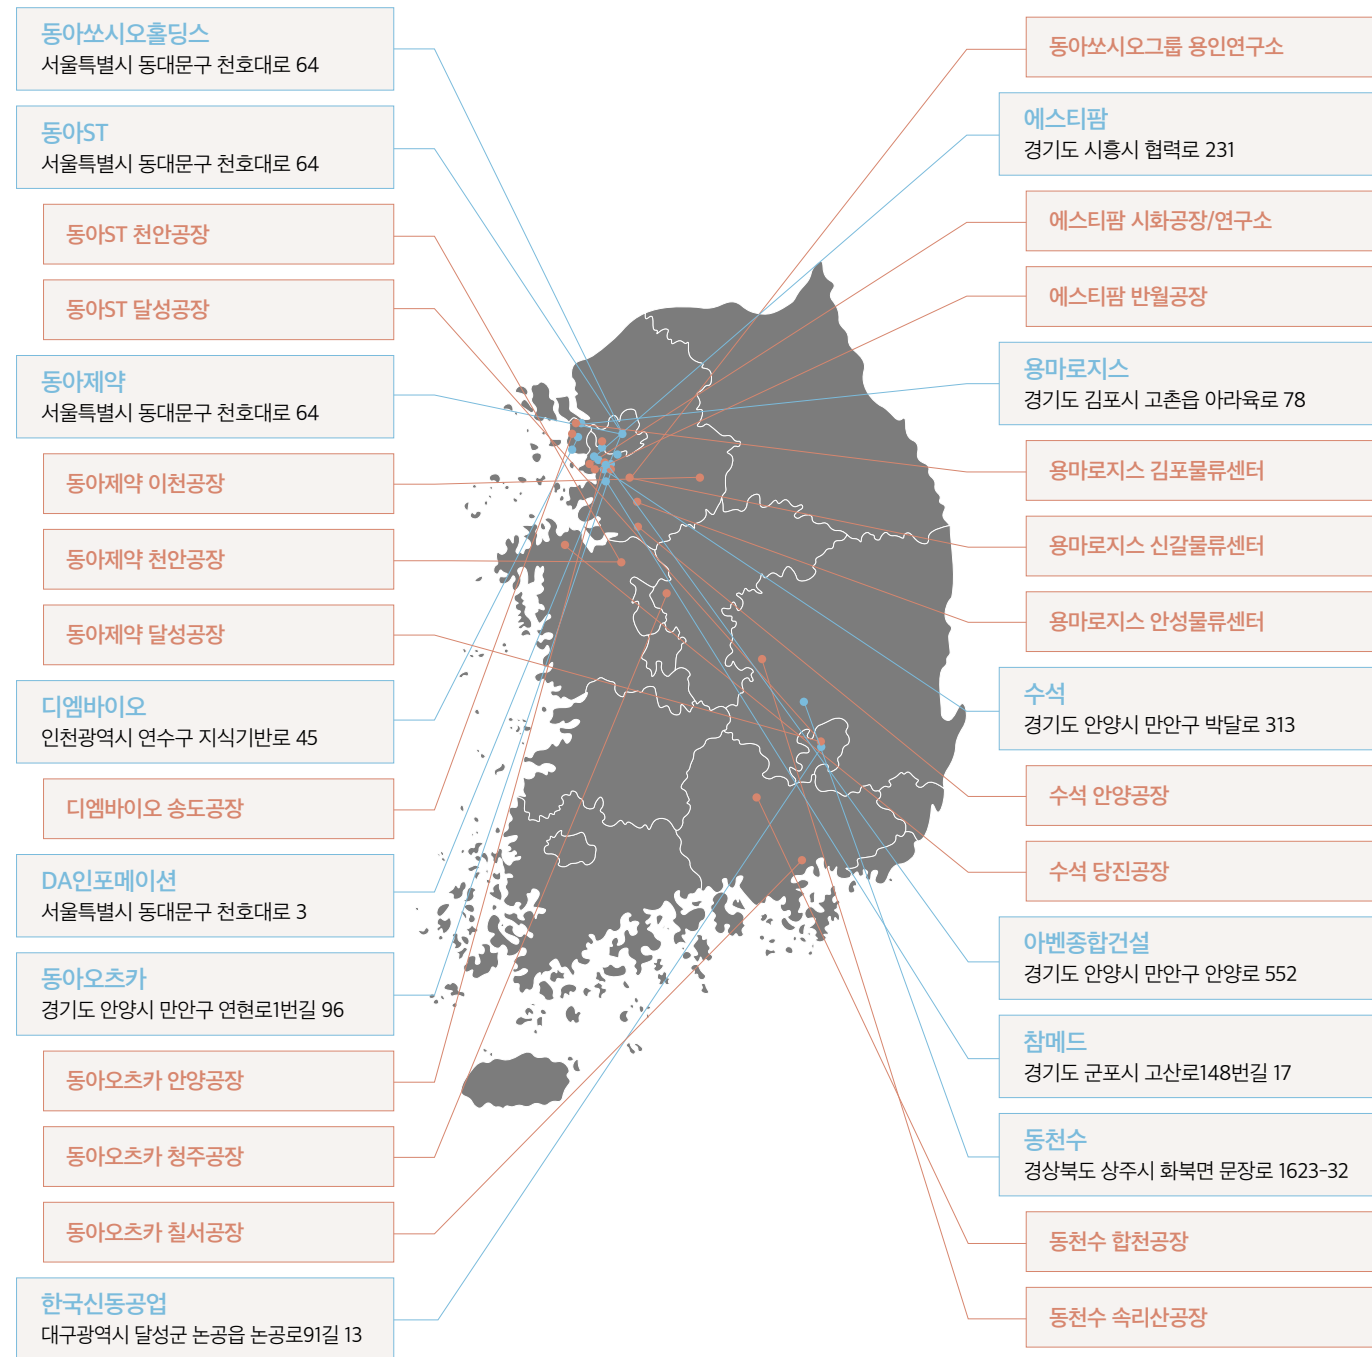 동아쏘시오홀딩스
서울특별시 동대문구 천호대로 64
동아ST
서울특별시 동대문구 천호대로 64
동아ST 천안공장
동아ST 달성공장
동아제약
서울특별시 동대문구 천호대로 64
동아제약 이천공장
동아제약 천안공장
동아제약 달성공장
디엠바이오
인천광역시 연수구 지식기반로 45
디엠바이오 송도공장
DA인포메이션
서울특별시 동대문구 천호대로 3
동아오츠카
경기도 안양시 만안구 연현로1번길 96
동아오츠카 안양공장
동아오츠카 청주공장
동아오츠카 칠서공장
한국신동공업
대구광역시 달성군 논공읍 논공로91길 13
동아쏘시오그룹 용인연구소
에스티팜
경기도 시흥시 협력로 231
에스티팜 시화공장/연구소
에스티팜 반월공장
용마로지스
경기도 김포시 고촌읍 아라육로 78
용마로지스 김포물류센터
용마로지스 신갈물류센터
용마로지스 안성물류센터
수석
경기도 안양시 만안구 박달로 313
수석 안양공장
수석 당진공장
아벤종합건설
경기도 안양시 만안구 안양로 552
참메드
경기도 군포시 고산로148번길 17
동천수
경상북도 상주시 화북면 문장로 1623-32
동천수 합천공장
동천수 속리산공장